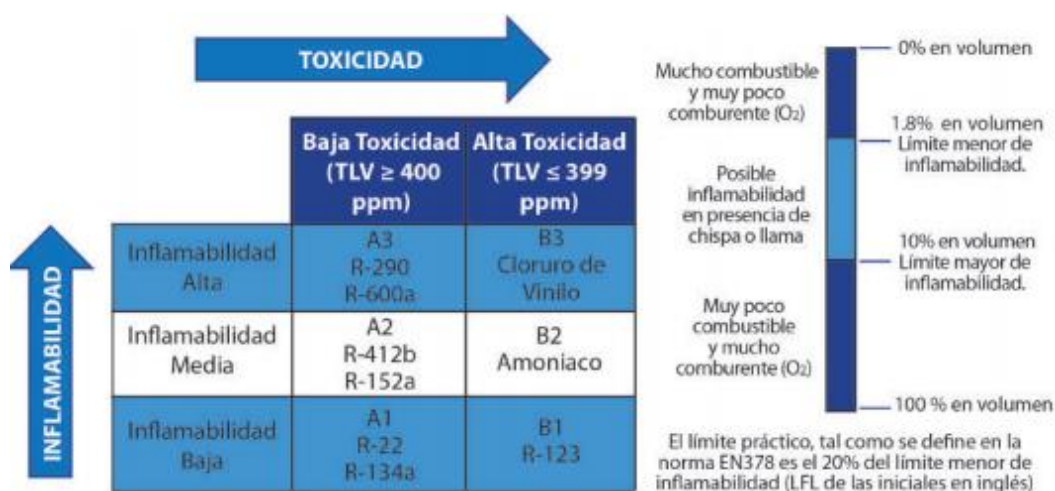 TOXICIDAD
INFLAMABILIDAD
Baja Toxicidad
(TLV ≥ 400
ppm)
Alta Toxicidad
(TLV ≤ 399
ppm)
Inflamabilidad
Alta
A3
R-290
R-600a
B3
Cloruro de
Vinilo
Inflamabilidad
Media
A2
R-412b
R-152a
B2
Amoniaco
Inflamabilidad
Baja
A1
R-22
R-134a
B1
R-123
Mucho combustible
y muy poco
comburente (O₂)
Posible
inflamabilidad
en presencia de
chispa o llama
Muy poco
combustible
y mucho
comburente (O₂)
0% en volumen
1.8% en volumen
Límite menor de
inflamabilidad.
10% en volumen
Límite mayor de
inflamabilidad.
100 % en volumen
El límite práctico, tal como se define en la
norma EN378 es el 20% del límite menor de
inflamabilidad (LFL de las iniciales en inglés)